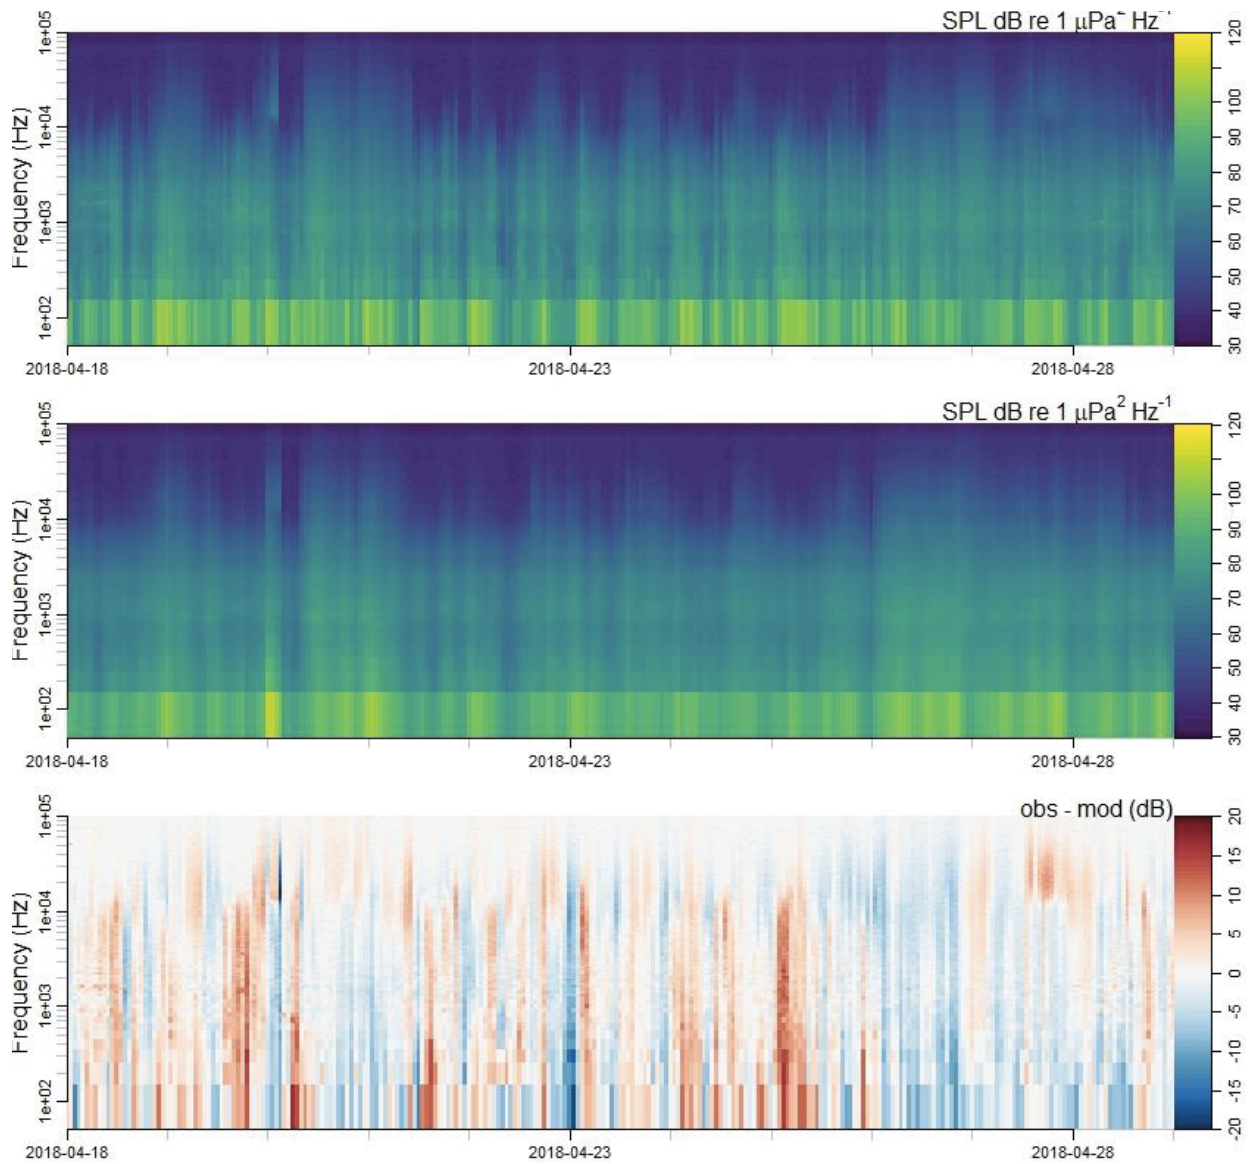 SPL dB re 1 µPa² Hz⁻¹
Frequency (Hz)
1e+05
1e+04
1e+03
1e+02
120
100
90
80
70
60
50
40
30
2018-04-18
2018-04-23
2018-04-28
SPL dB re 1 µPa² Hz⁻¹
Frequency (Hz)
1e+05
1e+04
1e+03
1e+02
120
100
90
80
70
60
50
40
30
2018-04-18
2018-04-23
2018-04-28
obs - mod (dB)
Frequency (Hz)
1e+05
1e+04
1e+03
1e+02
20
15
10
5
0
-5
-10
-15
-20
2018-04-18
2018-04-23
2018-04-28